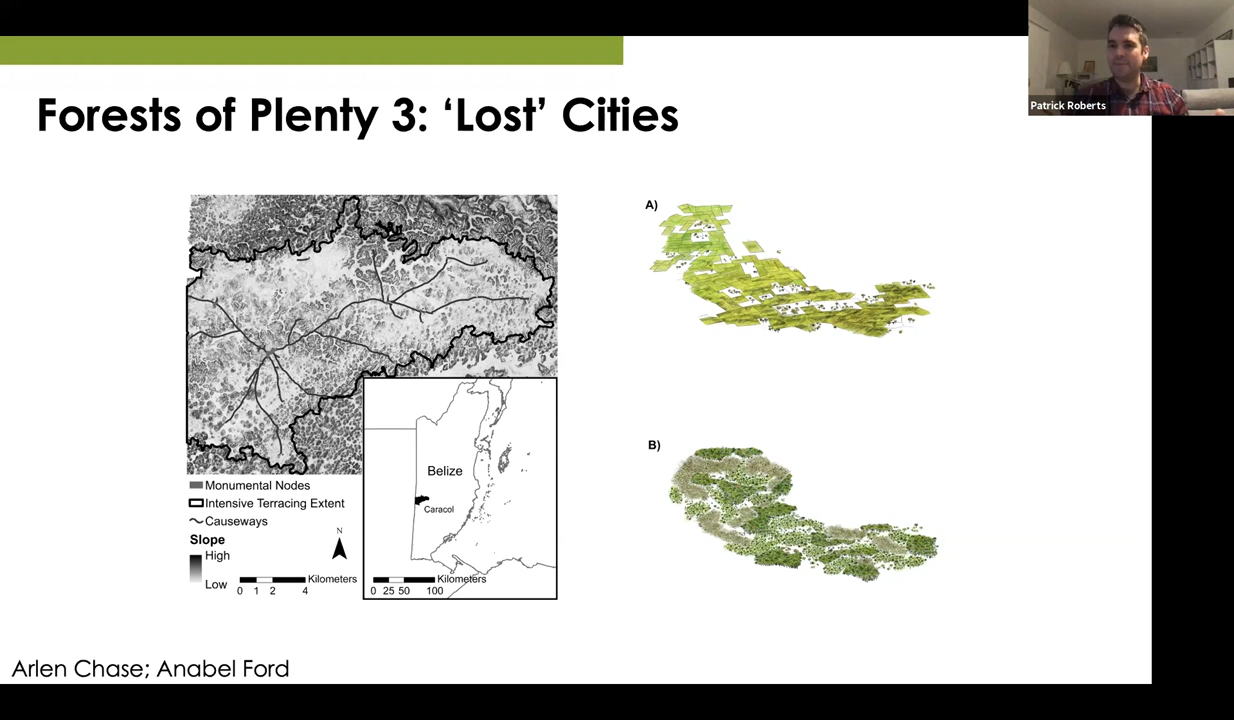 Patrick Roberts
Forests of Plenty 3: ‘Lost’ Cities
A)
B)
Belize
Caracol
Monumental Nodes
Intensive Terracing Extent
Causeways
Slope
High
Low
N
Kilometers
0 1 2 4
Kilometers
0 25 50 100
Arlen Chase; Anabel Ford